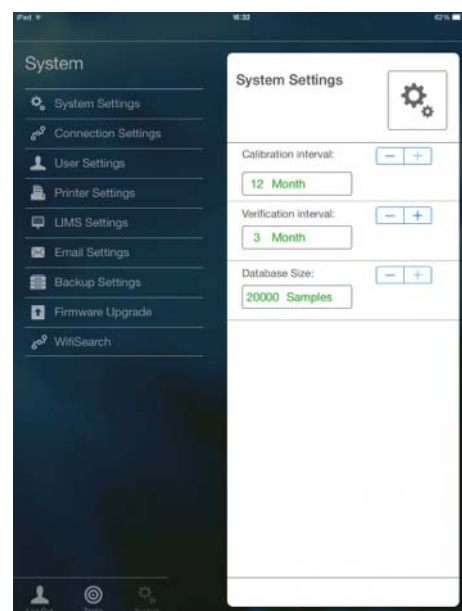 iPad
16:32
62%
System
System Settings
Connection Settings
User Settings
Printer Settings
LIMS Settings
Email Settings
Backup Settings
Firmware Upgrade
WifiSearch
System Settings
Calibration interval:
- +
12 Month
Verification interval:
- +
3 Month
Database Size:
- +
20000 Samples